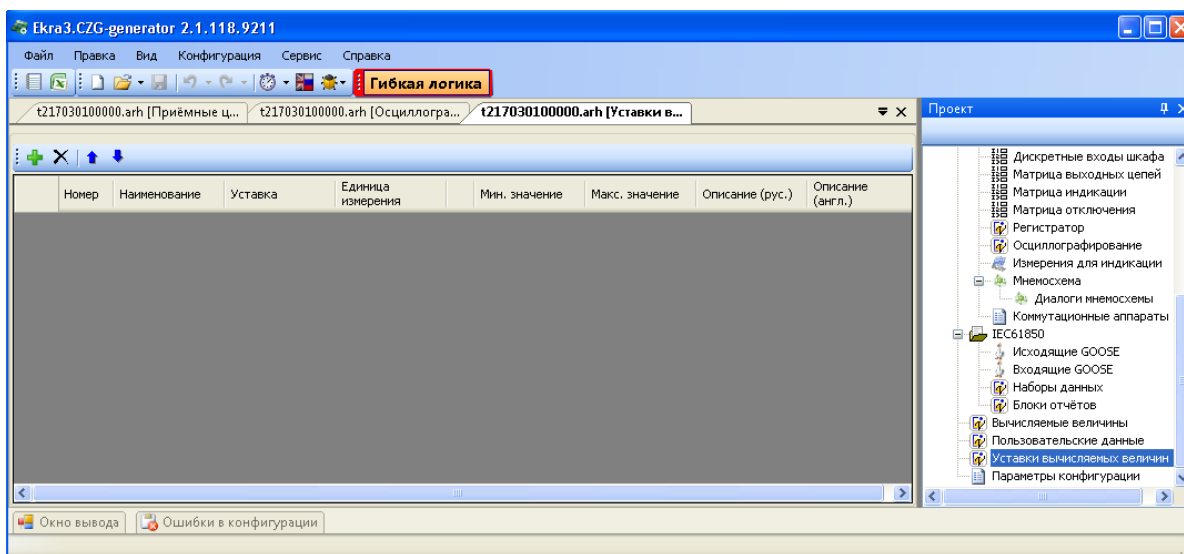 Ekra3.CZG-generator 2.1.118.9211
Файл Правка Вид Конфигурация Сервис Справка
Гибкая логика
t217030100000.arh [Приёмные ц... t217030100000.arh [Осциллогра... t217030100000.arh [Уставки в...
Номер Наименование Уставка Единица измерения Мин. значение Макс. значение Описание (рус.) Описание (англ.)
Окно вывода Ошибки в конфигурации
Проект
Дискретные входы шкафа
Матрица выходных цепей
Матрица индикации
Матрица отключения
Регистратор
Осциллографирование
Измерения для индикации
Мнемосхема
Диалоги мнемосхемы
Коммутационные аппараты
IEC61850
Исходящие GOOSE
Входящие GOOSE
Наборы данных
Блоки отчётов
Вычисляемые величины
Пользовательские данные
Уставки вычисляемых величин
Параметры конфигурации